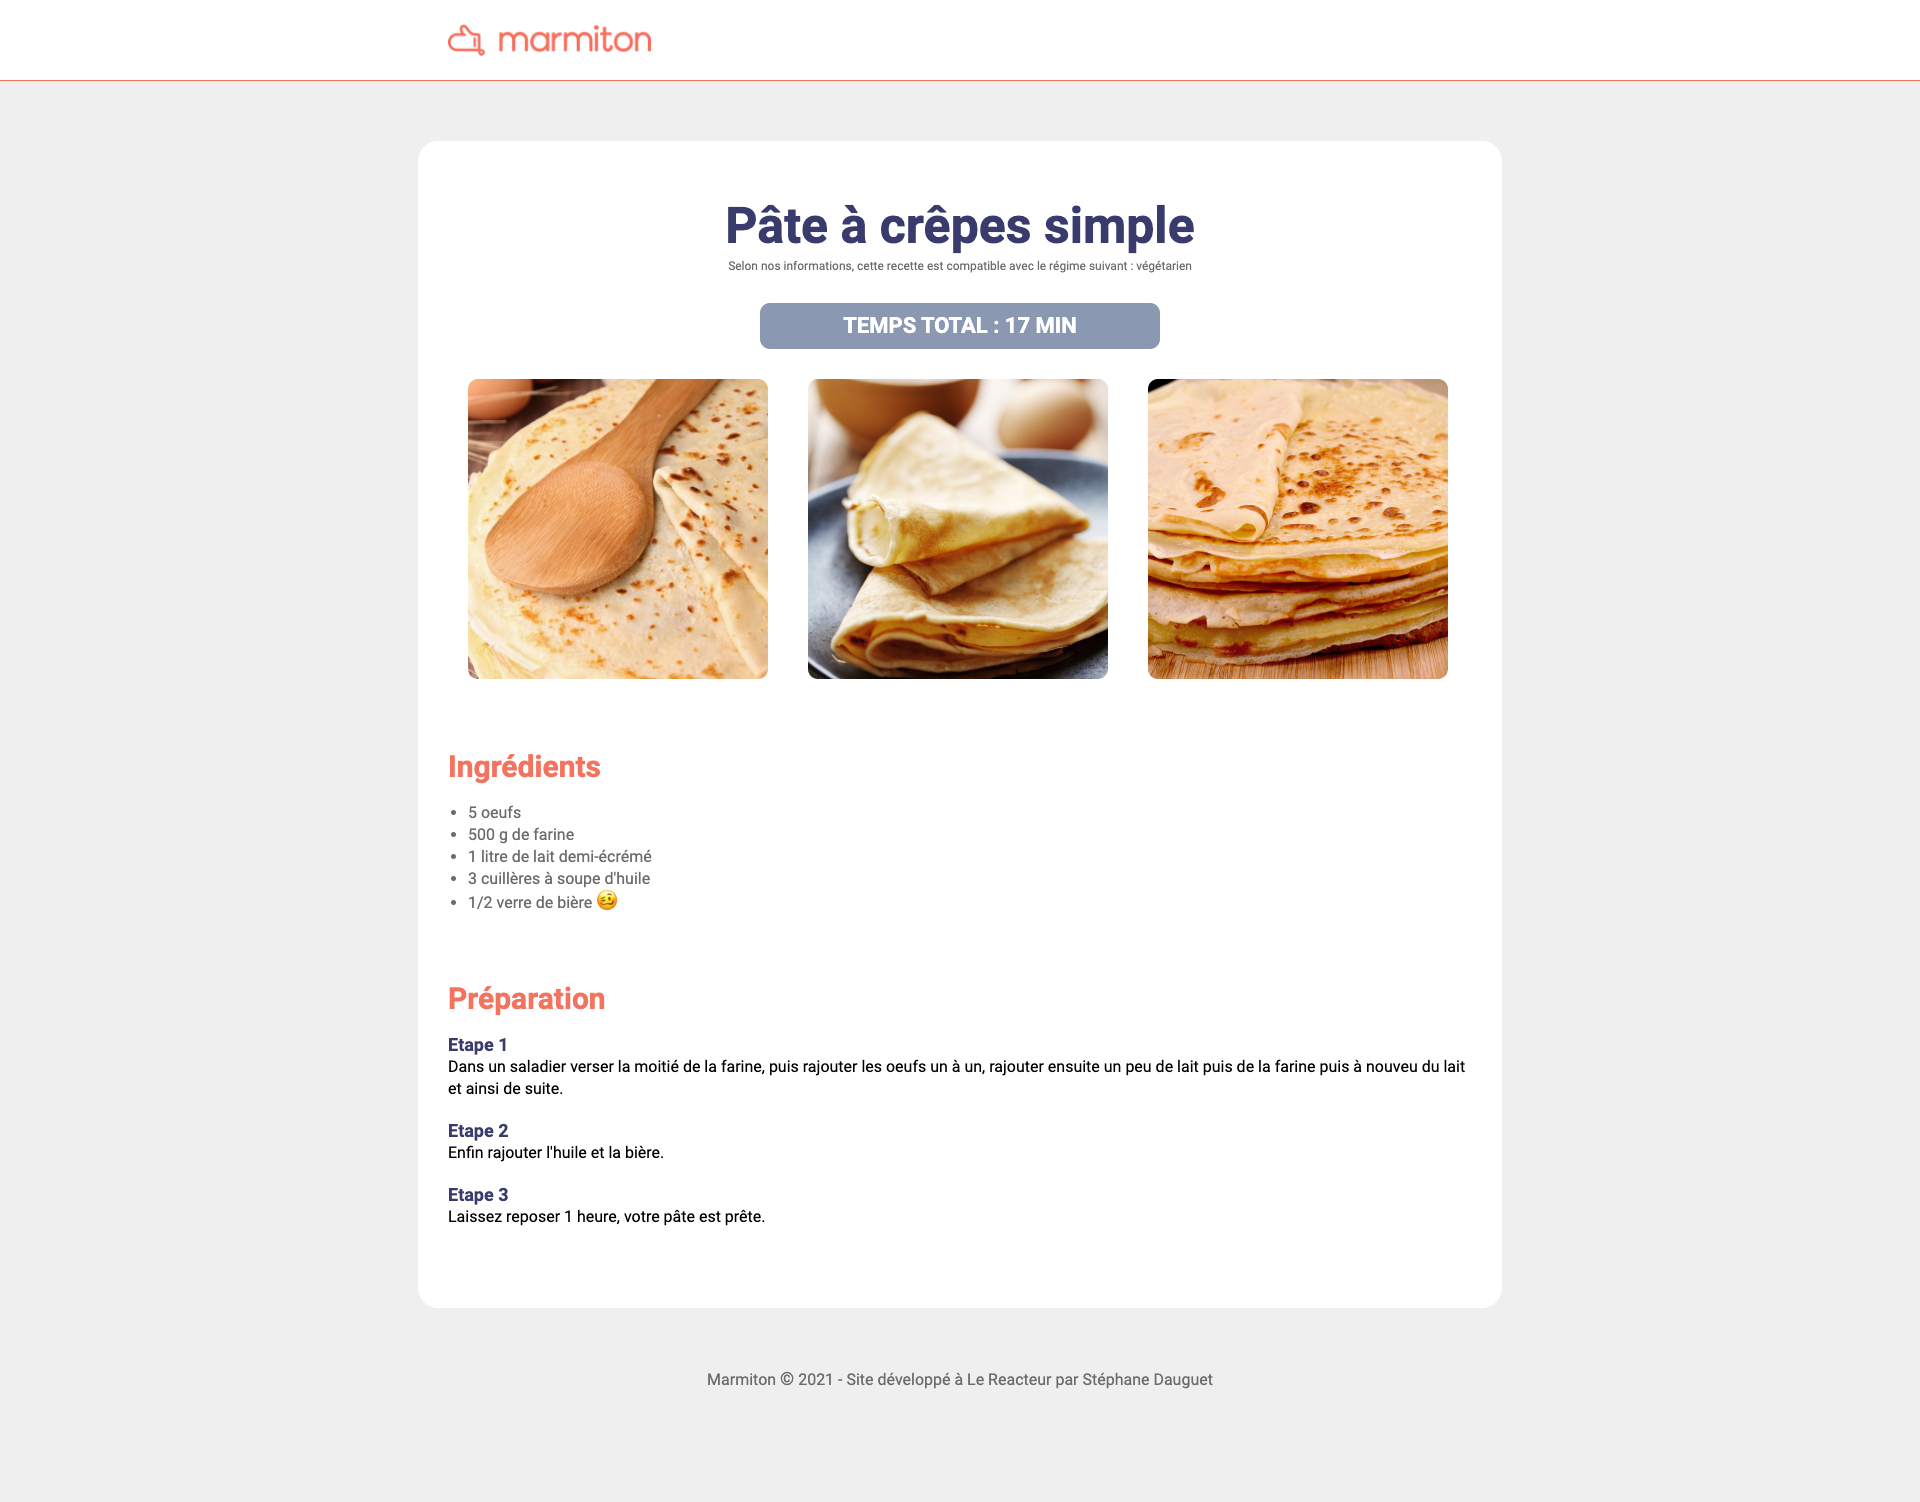 marmiton
Pâte à crêpes simple
Selon nos informations, cette recette est compatible avec le régime suivant : végétarien
TEMPS TOTAL : 17 MIN
Ingrédients
• 5 oeufs
• 500 g de farine
• 1 litre de lait demi-écrémé
• 3 cuillères à soupe d'huile
• 1/2 verre de bière 🥴
Préparation
Etape 1
Dans un saladier verser la moitié de la farine, puis rajouter les oeufs un à un, rajouter ensuite un peu de lait puis de la farine puis à nouveu du lait
et ainsi de suite.
Etape 2
Enfin rajouter l'huile et la bière.
Etape 3
Laissez reposer 1 heure, votre pâte est prête.
Marmiton © 2021 - Site développé à Le Reacteur par Stéphane Dauguet